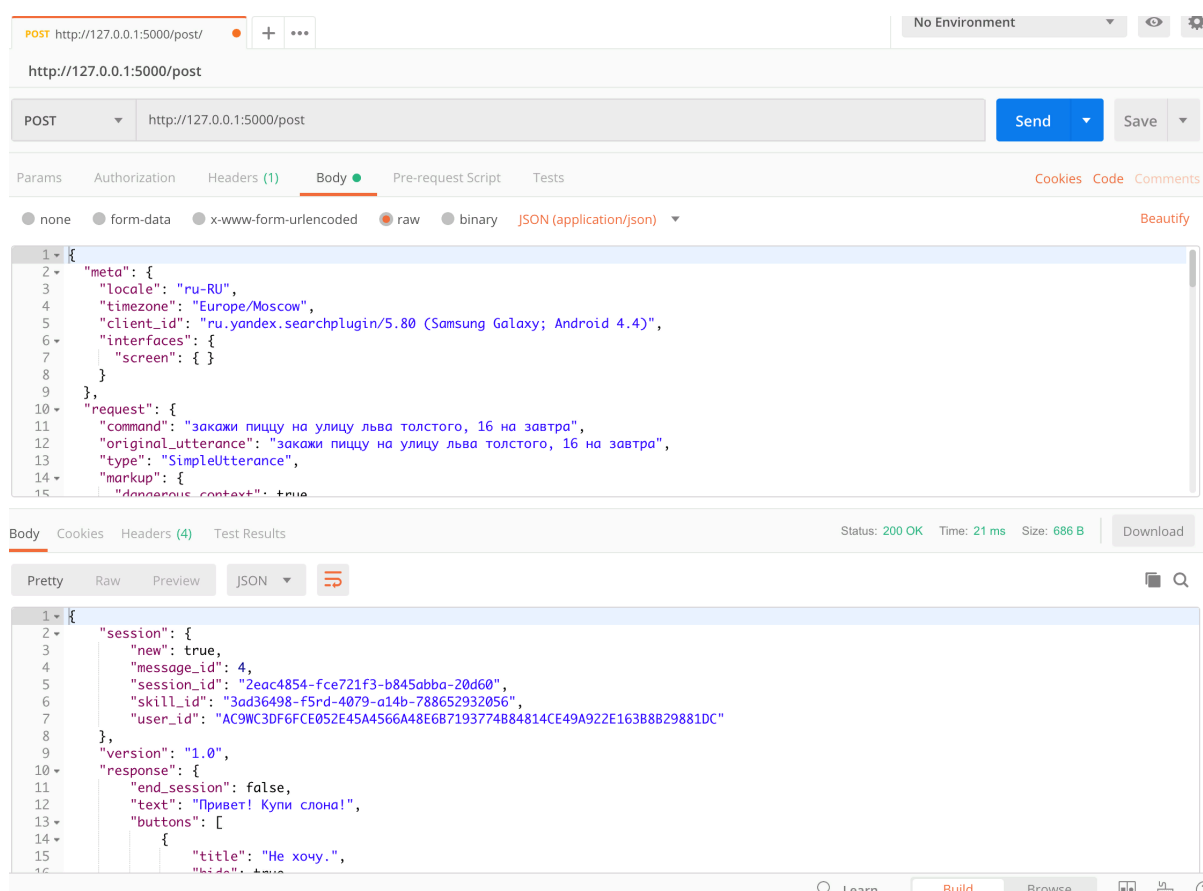 POST http://127.0.0.1:5000/post/ + ••• No Environment
http://127.0.0.1:5000/post
POST http://127.0.0.1:5000/post Send Save
Params Authorization Headers (1) Body Pre-request Script Tests Cookies Code Comments
none form-data x-www-form-urlencoded raw binary JSON (application/json) Beautify
1 {
2 "meta": {
3 "locale": "ru-RU",
4 "timezone": "Europe/Moscow",
5 "client_id": "ru.yandex.searchplugin/5.80 (Samsung Galaxy; Android 4.4)",
6 "interfaces": {
7 "screen": { }
8 }
9 },
10 "request": {
11 "command": "закажи пиццу на улицу льва толстого, 16 на завтра",
12 "original_utterance": "закажи пиццу на улицу льва толстого, 16 на завтра",
13 "type": "SimpleUtterance",
14 "markup": {
15 "dangerous_context": true
Body Cookies Headers (4) Test Results Status: 200 OK Time: 21 ms Size: 686 B Download
Pretty Raw Preview JSON
1 {
2 "session": {
3 "new": true,
4 "message_id": 4,
5 "session_id": "2eac4854-fce721f3-b845abba-20d60",
6 "skill_id": "3ad36498-f5rd-4079-a14b-788652932056",
7 "user_id": "AC9WC3DF6FCE052E45A4566A48E6B7193774B84814CE49A922E163B8B29881DC"
8 },
9 "version": "1.0",
10 "response": {
11 "end_session": false,
12 "text": "Привет! Купи слона!",
13 "buttons": [
14 {
15 "title": "Не хочу.",
16 "hide": true
Learn Build Browse